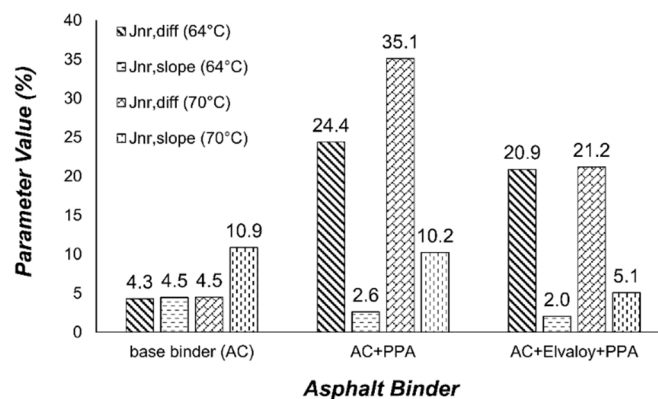 Parameter Value (%)
40
35
30
25
20
15
10
5
0
Jnr,diff (64°C)
Jnr,slope (64°C)
Jnr,diff (70°C)
Jnr,slope (70°C)
4.3 4.5 4.5 10.9
24.4 2.6 35.1 10.2
20.9 2.0 21.2 5.1
base binder (AC) AC+PPA AC+Elvaloy+PPA
Asphalt Binder